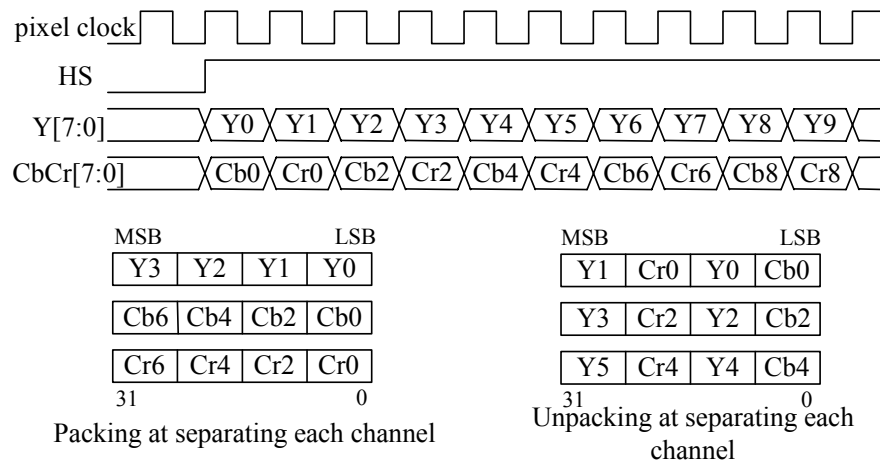 pixel clock
HS
Y[7:0] Y0 Y1 Y2 Y3 Y4 Y5 Y6 Y7 Y8 Y9
CbCr[7:0] Cb0 Cr0 Cb2 Cr2 Cb4 Cr4 Cb6 Cr6 Cb8 Cr8
MSB LSB
Y3 Y2 Y1 Y0
Cb6 Cb4 Cb2 Cb0
Cr6 Cr4 Cr2 Cr0
31 0
Packing at separating each channel
MSB LSB
Y1 Cr0 Y0 Cb0
Y3 Cr2 Y2 Cb2
Y5 Cr4 Y4 Cb4
31 0
Unpacking at separating each
channel